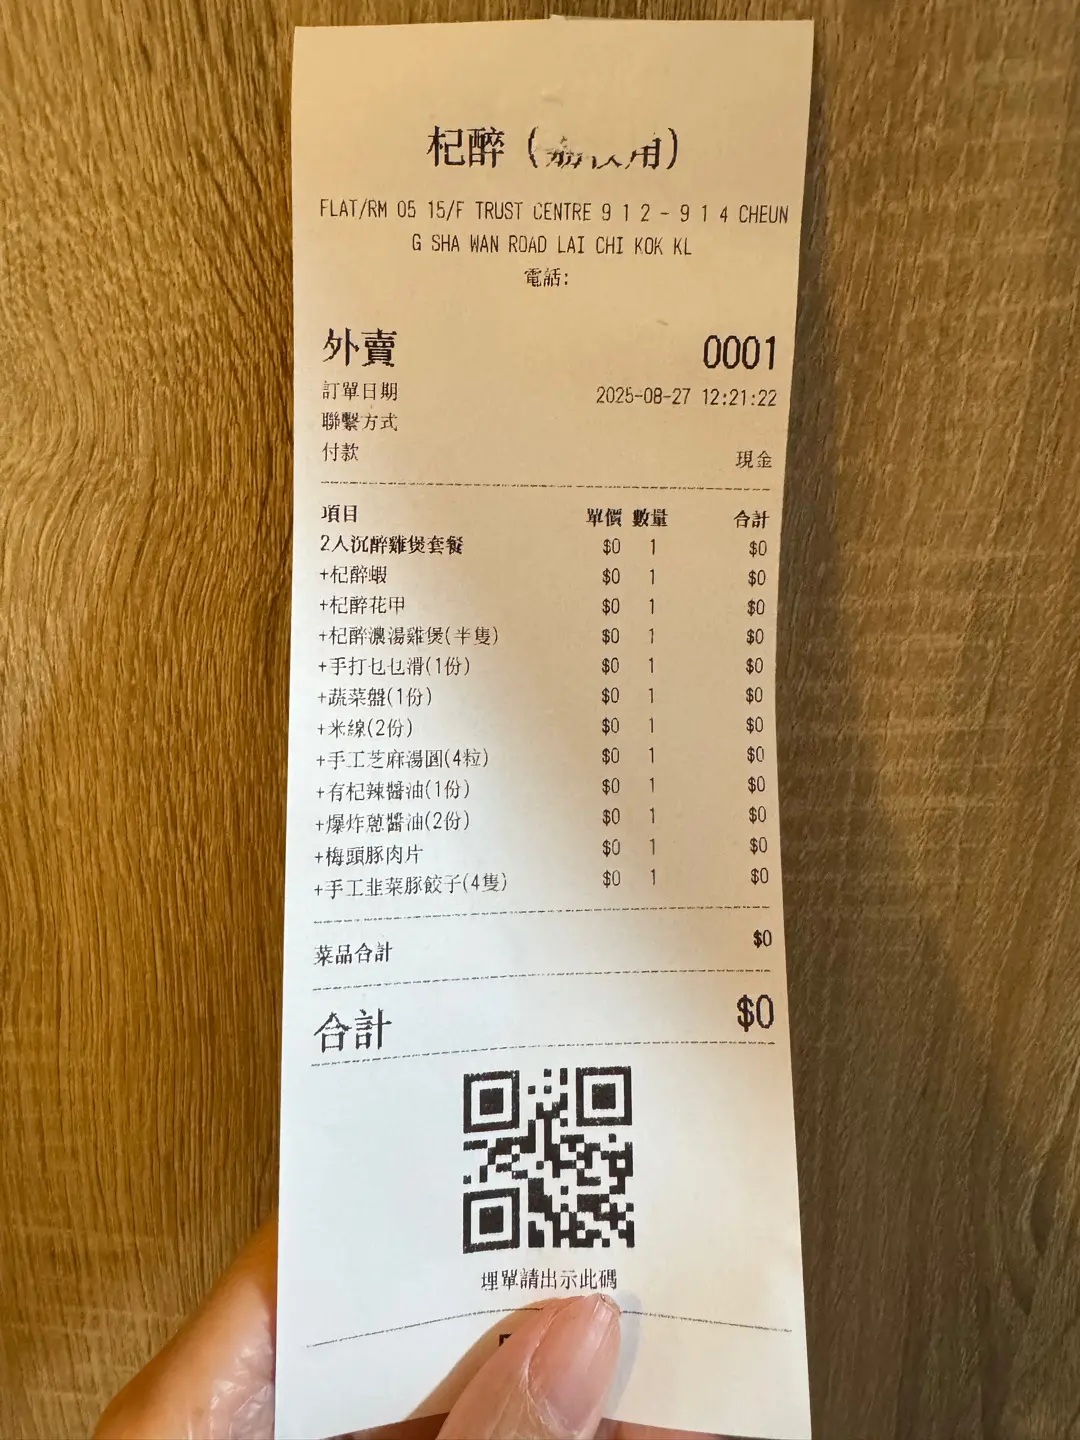 杞醉（荔枝角）
FLAT/RM 05 15/F TRUST CENTRE 9 1 2 - 9 1 4 CHEUN
G SHA WAN ROAD LAI CHI KOK KL
電話:
外賣 0001
訂單日期 2025-08-27 12:21:22
聯繫方式
付款 現金
項目 單價 數量 合計
2人沉醉雞煲套餐 $0 1 $0
+杞醉蝦 $0 1 $0
+杞醉花甲 $0 1 $0
+杞醉濃湯雞煲(半隻) $0 1 $0
+手打乜乜滑(1份) $0 1 $0
+蔬菜盤(1份) $0 1 $0
+米線(2份) $0 1 $0
+手工芝麻湯圓(4粒) $0 1 $0
+有杞辣醬油(1份) $0 1 $0
+爆炸蔥醬油(2份) $0 1 $0
+梅頭豚肉片 $0 1 $0
+手工韭菜豚餃子(4隻) $0 1 $0
菜品合計 $0
合計 $0
埋單請出示此碼